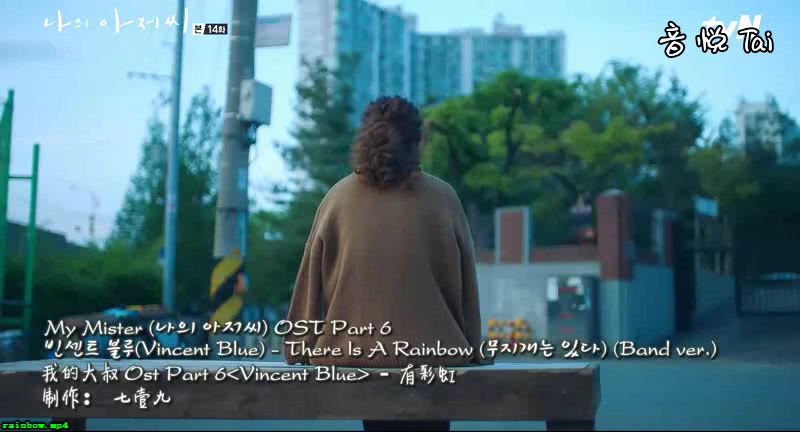 나의 아저씨 본 14화
tvN
音悦Tai
My Mister (나의 아저씨) OST Part 6
빈센트 블루(Vincent Blue) - There Is A Rainbow (무지개는 있다) (Band ver.)
我的大叔 Ost Part 6<Vincent Blue> - 有彩虹
制作： 七壹九
rainbow.mp4